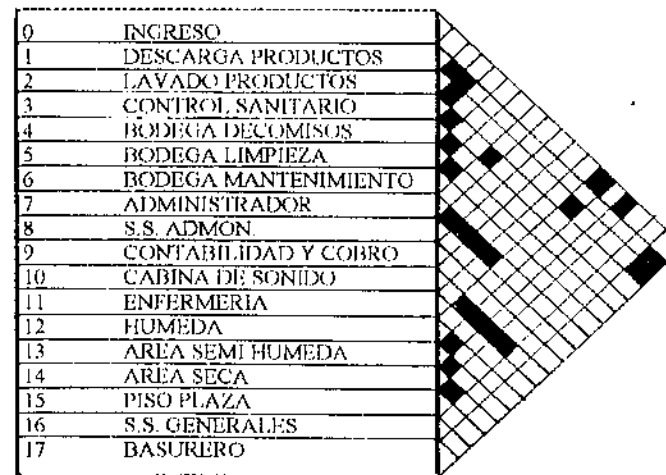 0 INGRESO
1 DESCARGA PRODUCTOS
2 LAVADO PRODUCTOS
3 CONTROL SANITARIO
4 BODEGA DECOMISOS
5 BODEGA LIMPIEZA
6 BODEGA MANTENIMIENTO
7 ADMINISTRADOR
8 S.S. ADMON.
9 CONTABILIDAD Y COBRO
10 CABINA DE SONIDO
11 ENFERMERIA
12 HUMEDA
13 AREA SEMI HUMEDA
14 AREA SECA
15 PISO PLAZA
16 S.S. GENERALES
17 BASURERO